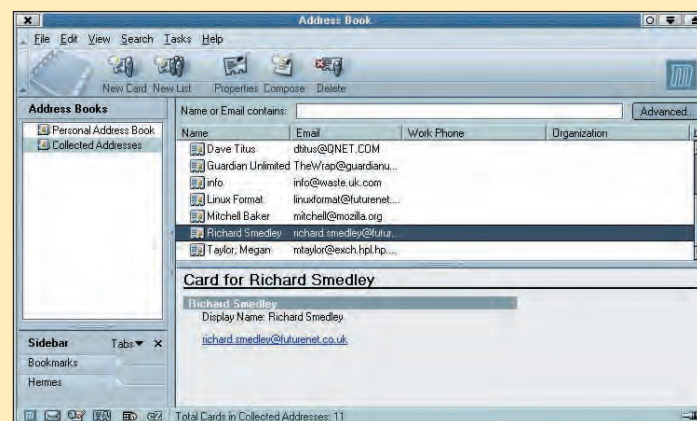 Address Book
File Edit View Search Tasks Help
New Card New List Properties Compose Delete
Address Books
Personal Address Book
Collected Addresses
Name or Email contains: Advanced...
Name Email Work Phone Organization
Dave Titus dtitus@QNET.COM
Guardian Unlimited TheWrap@guardianu...
info info@waste.uk.com
Linux Format linuxformat@futurenet....
Mitchell Baker mitchell@mozilla.org
Richard Smedley richard.smedley@futur...
Taylor, Megan mtaylor@exch.hpl.hp....
Card for Richard Smedley
Richard Smedley
Display Name: Richard Smedley
richard.smedley@futurenet.co.uk
Sidebar Tabs
Bookmarks
Hermes
Total Cards in Collected Addresses: 11